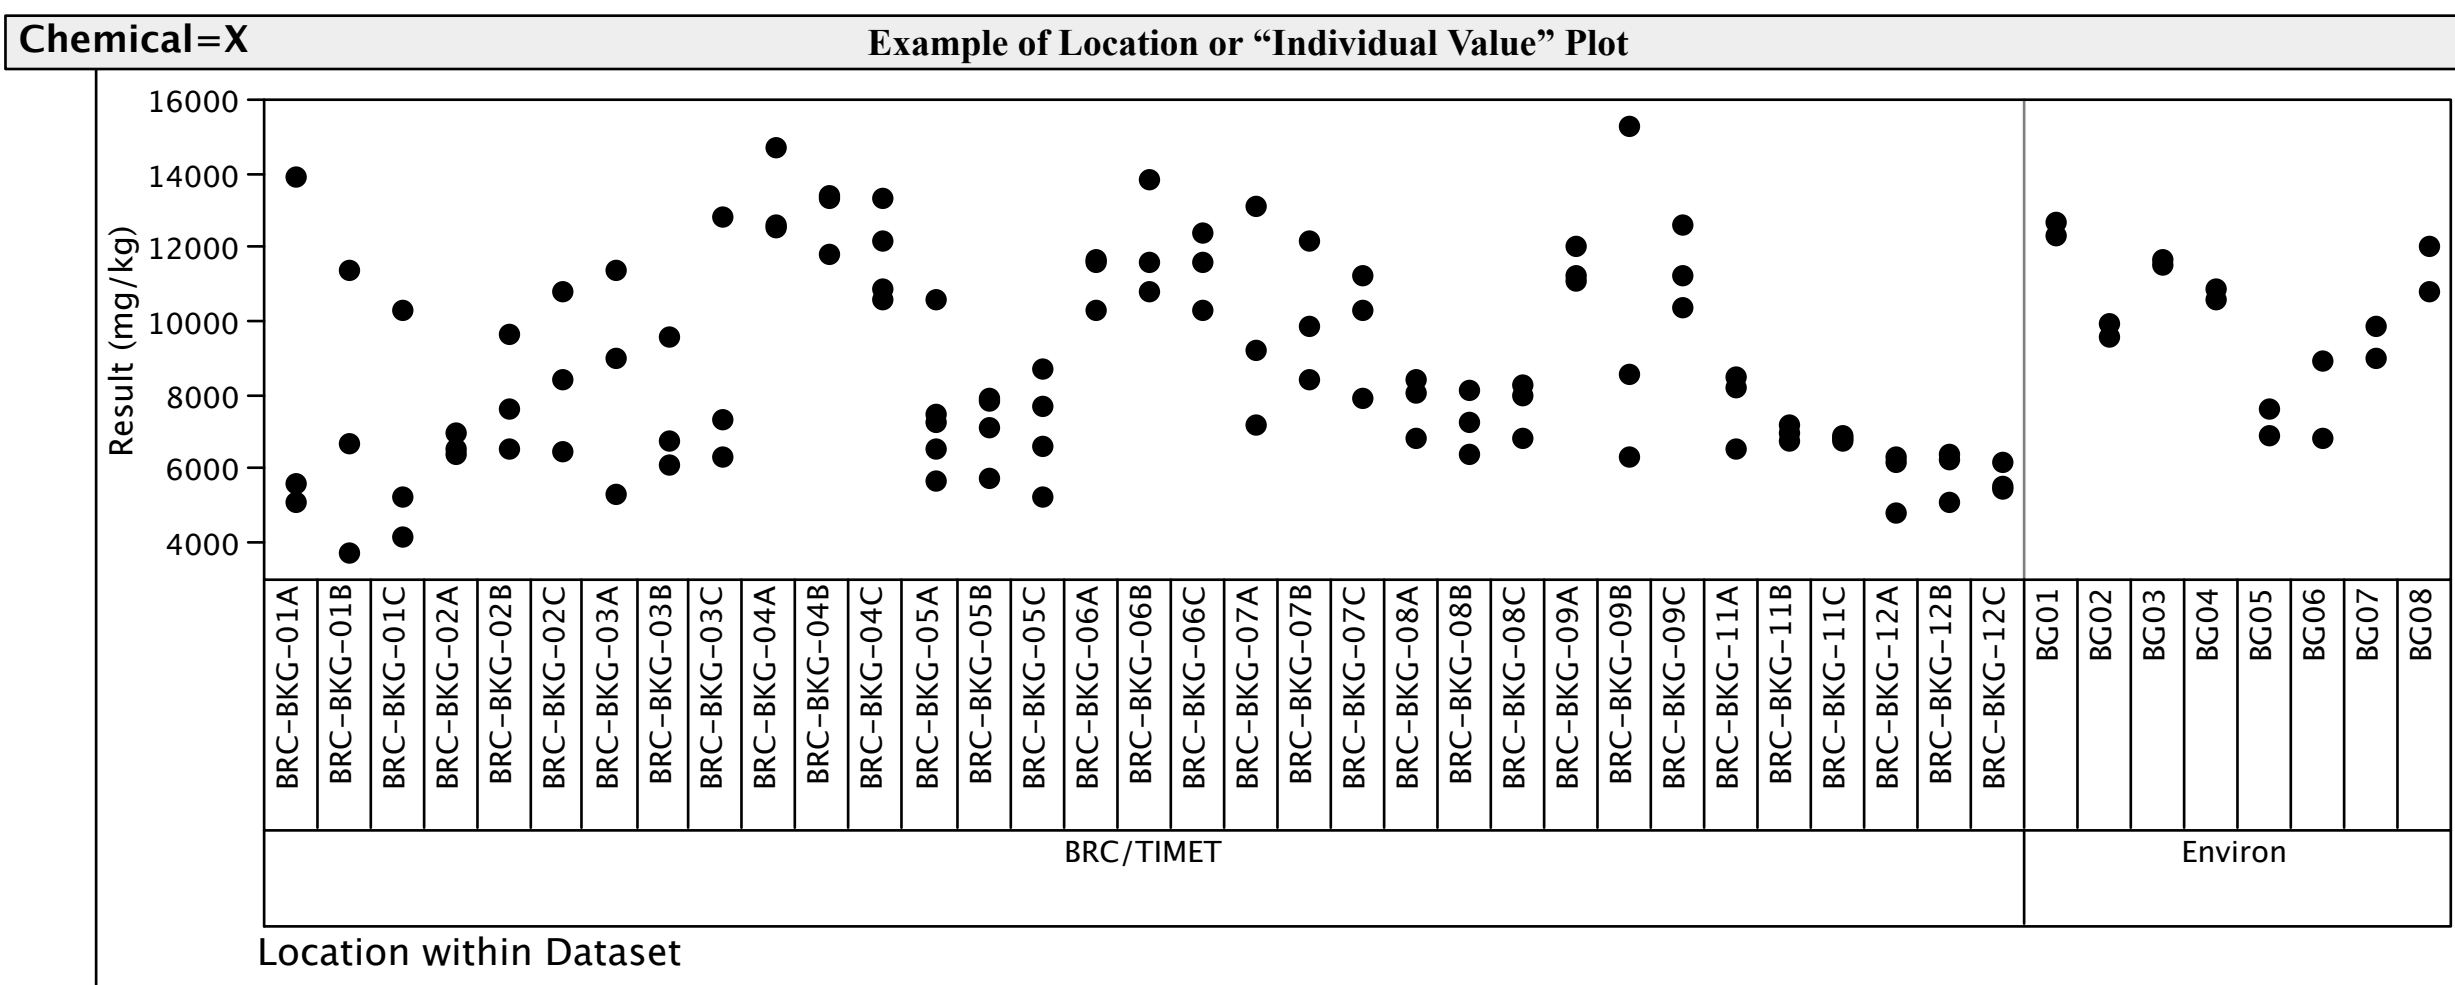 Chemical=X
Example of Location or “Individual Value” Plot
16000
14000
12000
10000
8000
6000
4000
Result (mg/kg)
BRC-BKG-01A
BRC-BKG-01B
BRC-BKG-01C
BRC-BKG-02A
BRC-BKG-02B
BRC-BKG-02C
BRC-BKG-03A
BRC-BKG-03B
BRC-BKG-03C
BRC-BKG-04A
BRC-BKG-04B
BRC-BKG-04C
BRC-BKG-05A
BRC-BKG-05B
BRC-BKG-05C
BRC-BKG-06A
BRC-BKG-06B
BRC-BKG-06C
BRC-BKG-07A
BRC-BKG-07B
BRC-BKG-07C
BRC-BKG-08A
BRC-BKG-08B
BRC-BKG-08C
BRC-BKG-09A
BRC-BKG-09B
BRC-BKG-09C
BRC-BKG-11A
BRC-BKG-11B
BRC-BKG-11C
BRC-BKG-12A
BRC-BKG-12B
BRC-BKG-12C
BG01
BG02
BG03
BG04
BG05
BG06
BG07
BG08
BRC/TIMET
Environ
Location within Dataset